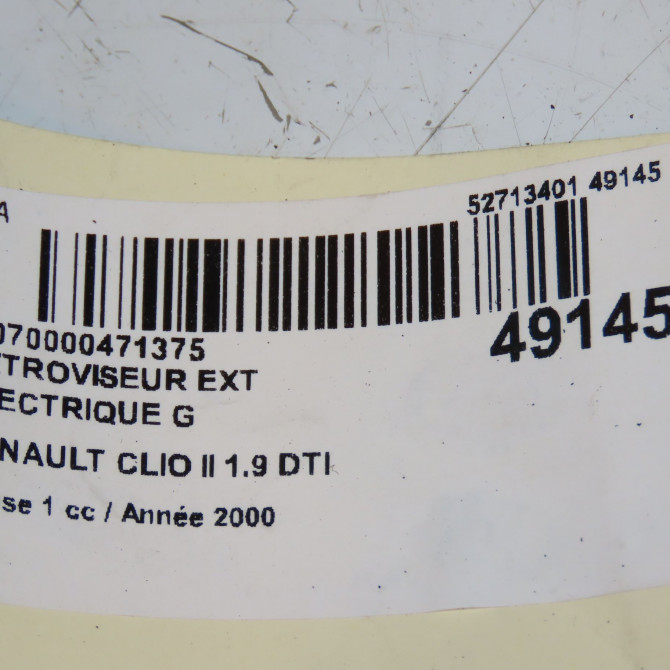 A
52713401 49145
070000471375
49145
TROVISEUR EXT
ECTRIQUE G
NAULT CLIO II 1.9 DTI
se 1 cc / Année 2000